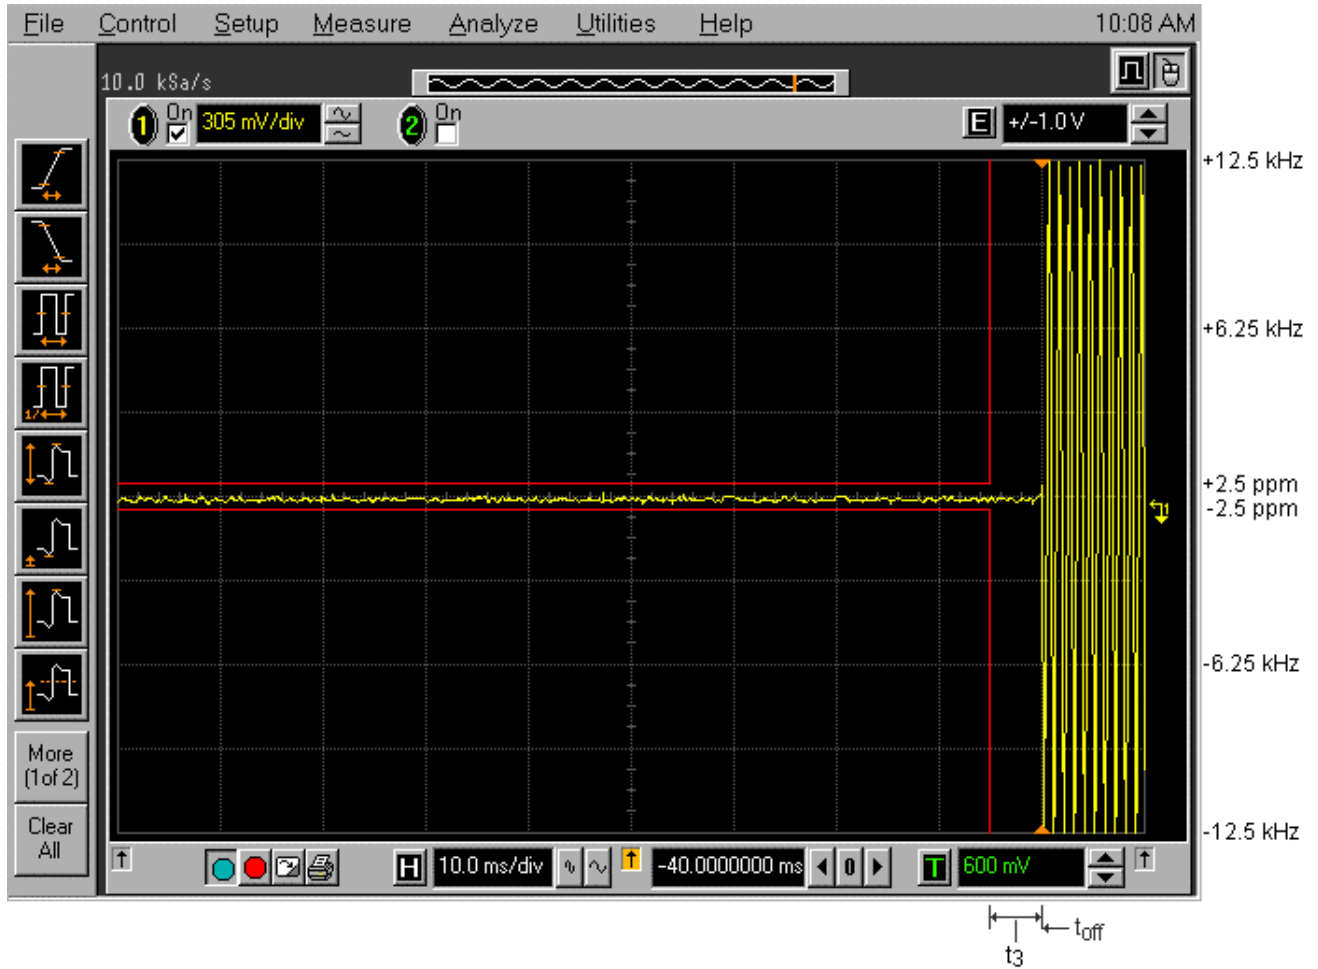 File Control Setup Measure Analyze Utilities Help 10:08 AM
10.0 kSa/s
1 On 305 mV/div 2 On E +/-1.0 V
+12.5 kHz
+6.25 kHz
+2.5 ppm
-2.5 ppm
-6.25 kHz
-12.5 kHz
1/
More
(1 of 2)
Clear
All
H 10.0 ms/div -40.0000000 ms 0 T 600 mV
toff
t3